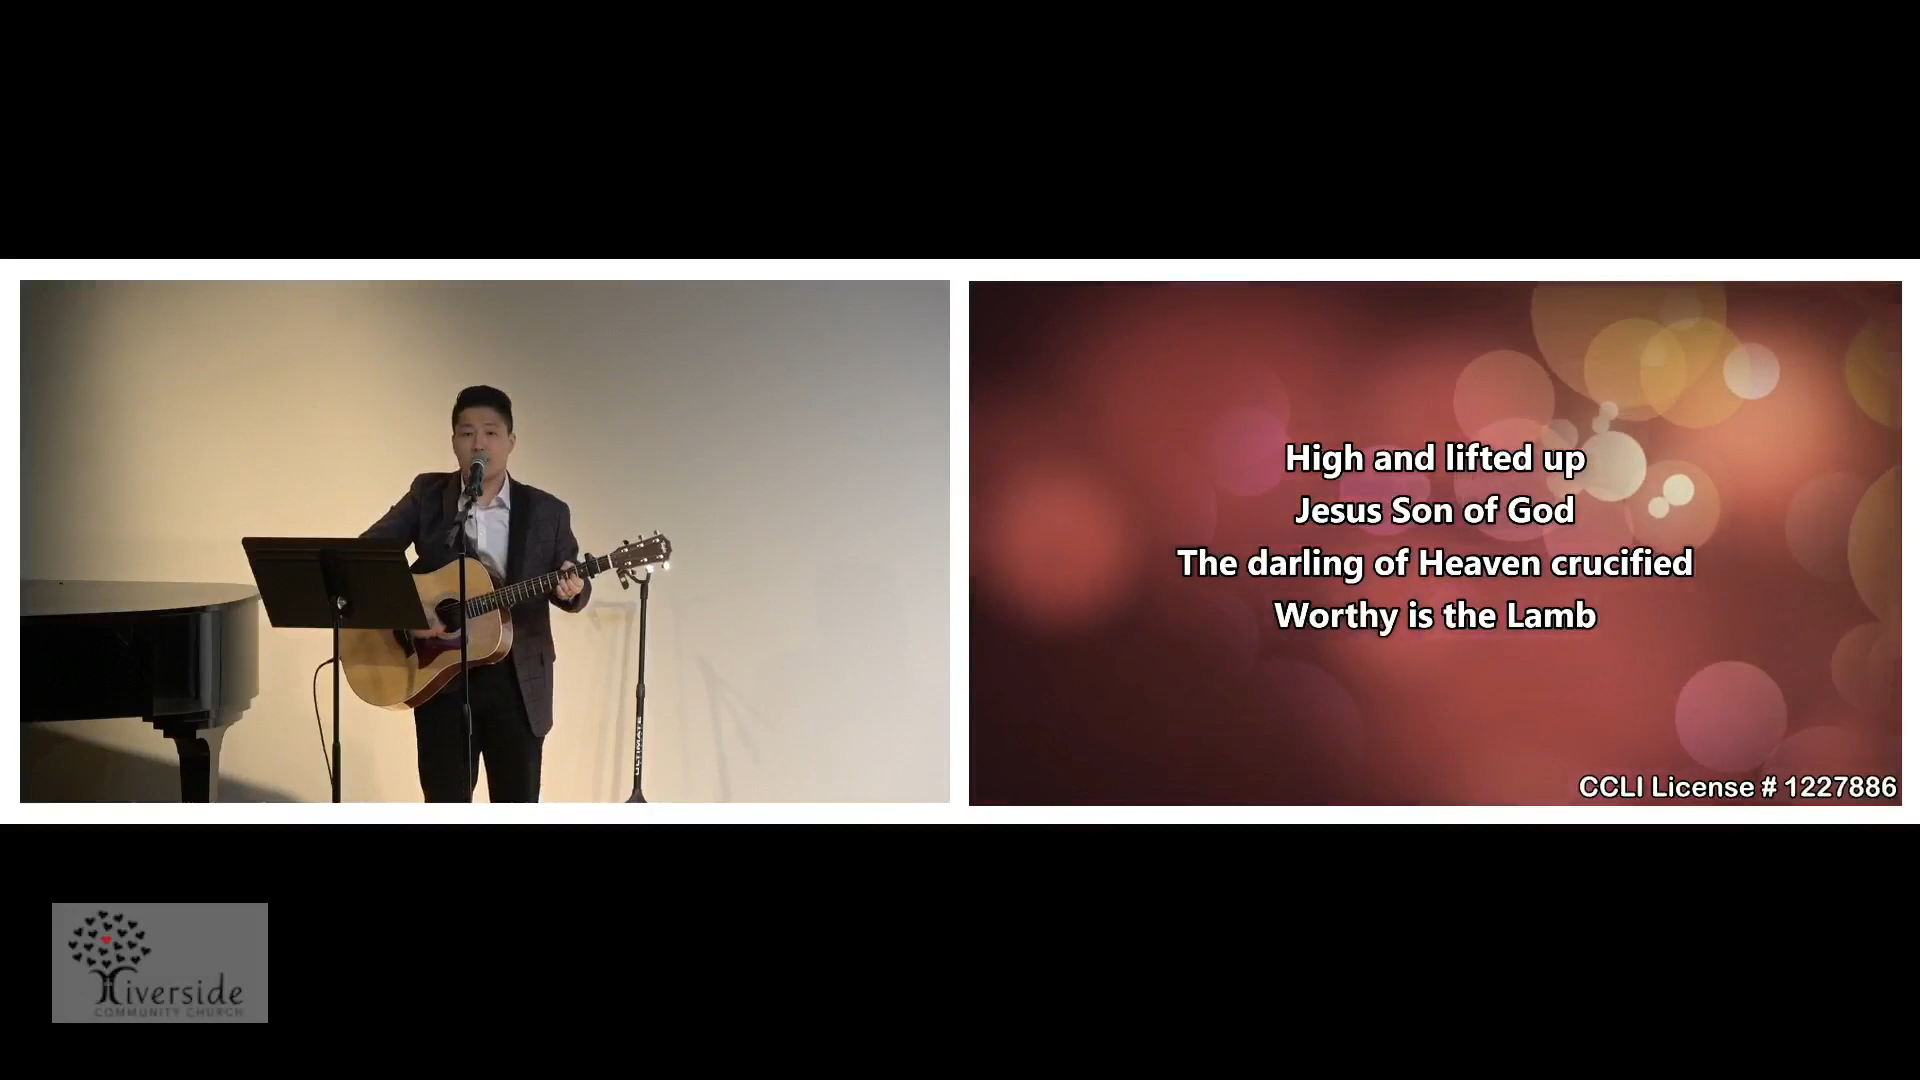 High and lifted up
Jesus Son of God
The darling of Heaven crucified
Worthy is the Lamb
CCLI License # 1227886
ULTIMATE
Riverside
COMMUNITY CHURCH